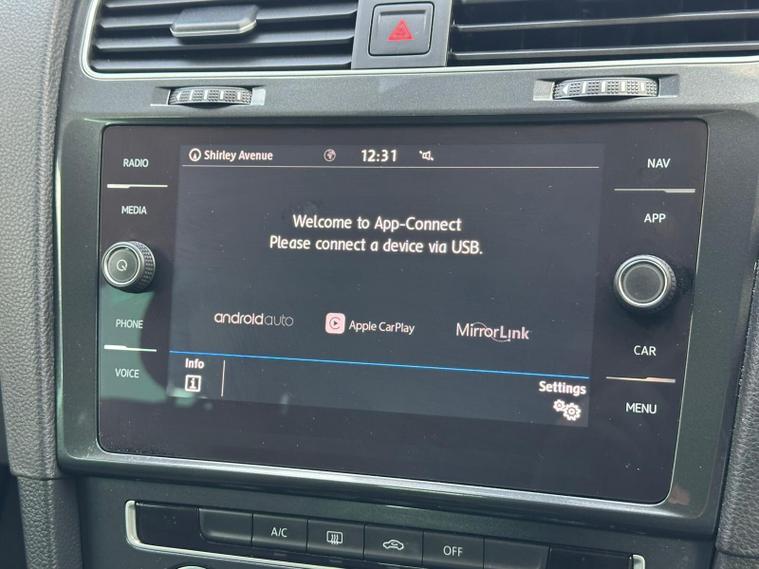 RADIO
MEDIA
PHONE
VOICE
Shirley Avenue 12:31
Welcome to App-Connect
Please connect a device via USB.
androidauto Apple CarPlay MirrorLink
Info
i
Settings
NAV
APP
CAR
MENU
A/C OFF